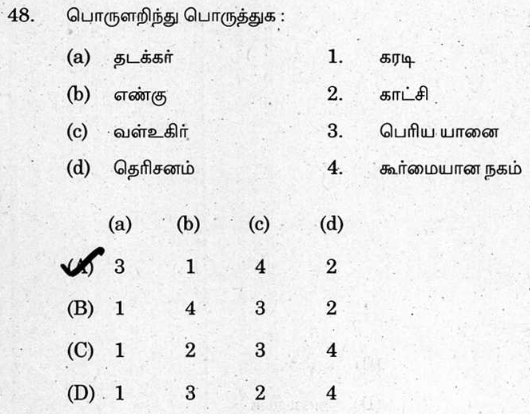 48. பொருளறிந்து பொருத்துக :
(a) தடக்கர் 1. கரடி
(b) எண்கு 2. காட்சி
(c) வள்உகிர் 3. பெரிய யானை
(d) தெரிசனம் 4. கூர்மையான நகம்
(a) (b) (c) (d)
(A) 3 1 4 2
(B) 1 4 3 2
(C) 1 2 3 4
(D) 1 3 2 4